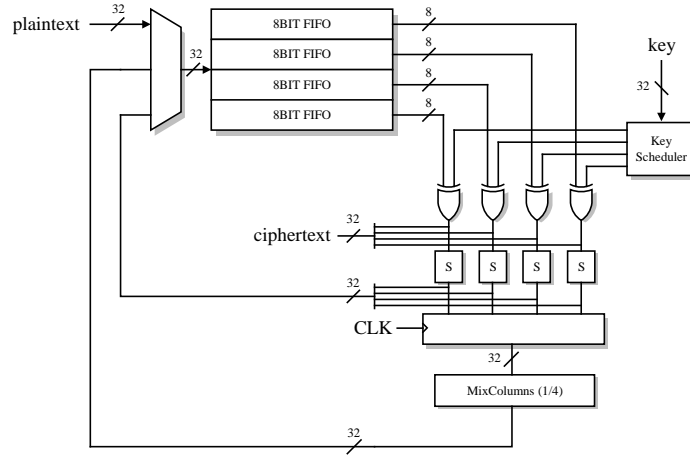 plaintext
32
32
8BIT FIFO
8BIT FIFO
8BIT FIFO
8BIT FIFO
8
8
8
8
key
32
Key
Scheduler
ciphertext
32
S
S
S
S
32
CLK
32
MixColumns (1/4)
32